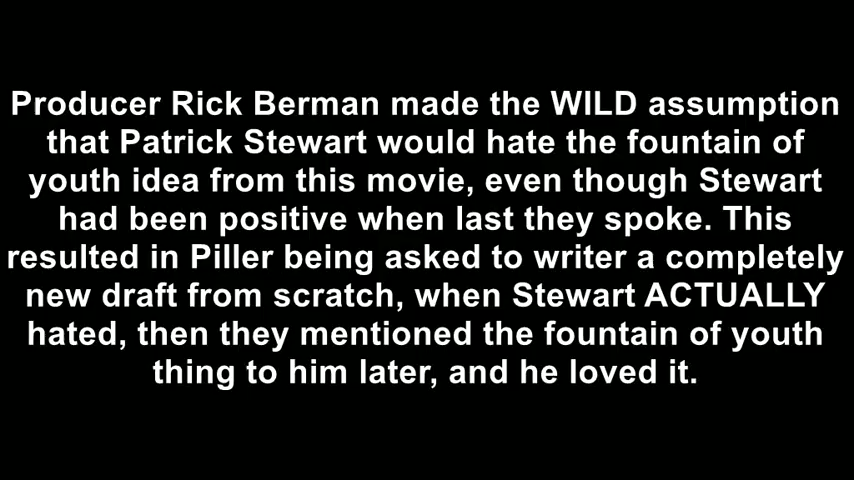 Producer Rick Berman made the WILD assumption
that Patrick Stewart would hate the fountain of
youth idea from this movie, even though Stewart
had been positive when last they spoke. This
resulted in Piller being asked to writer a completely
new draft from scratch, when Stewart ACTUALLY
hated, then they mentioned the fountain of youth
thing to him later, and he loved it.